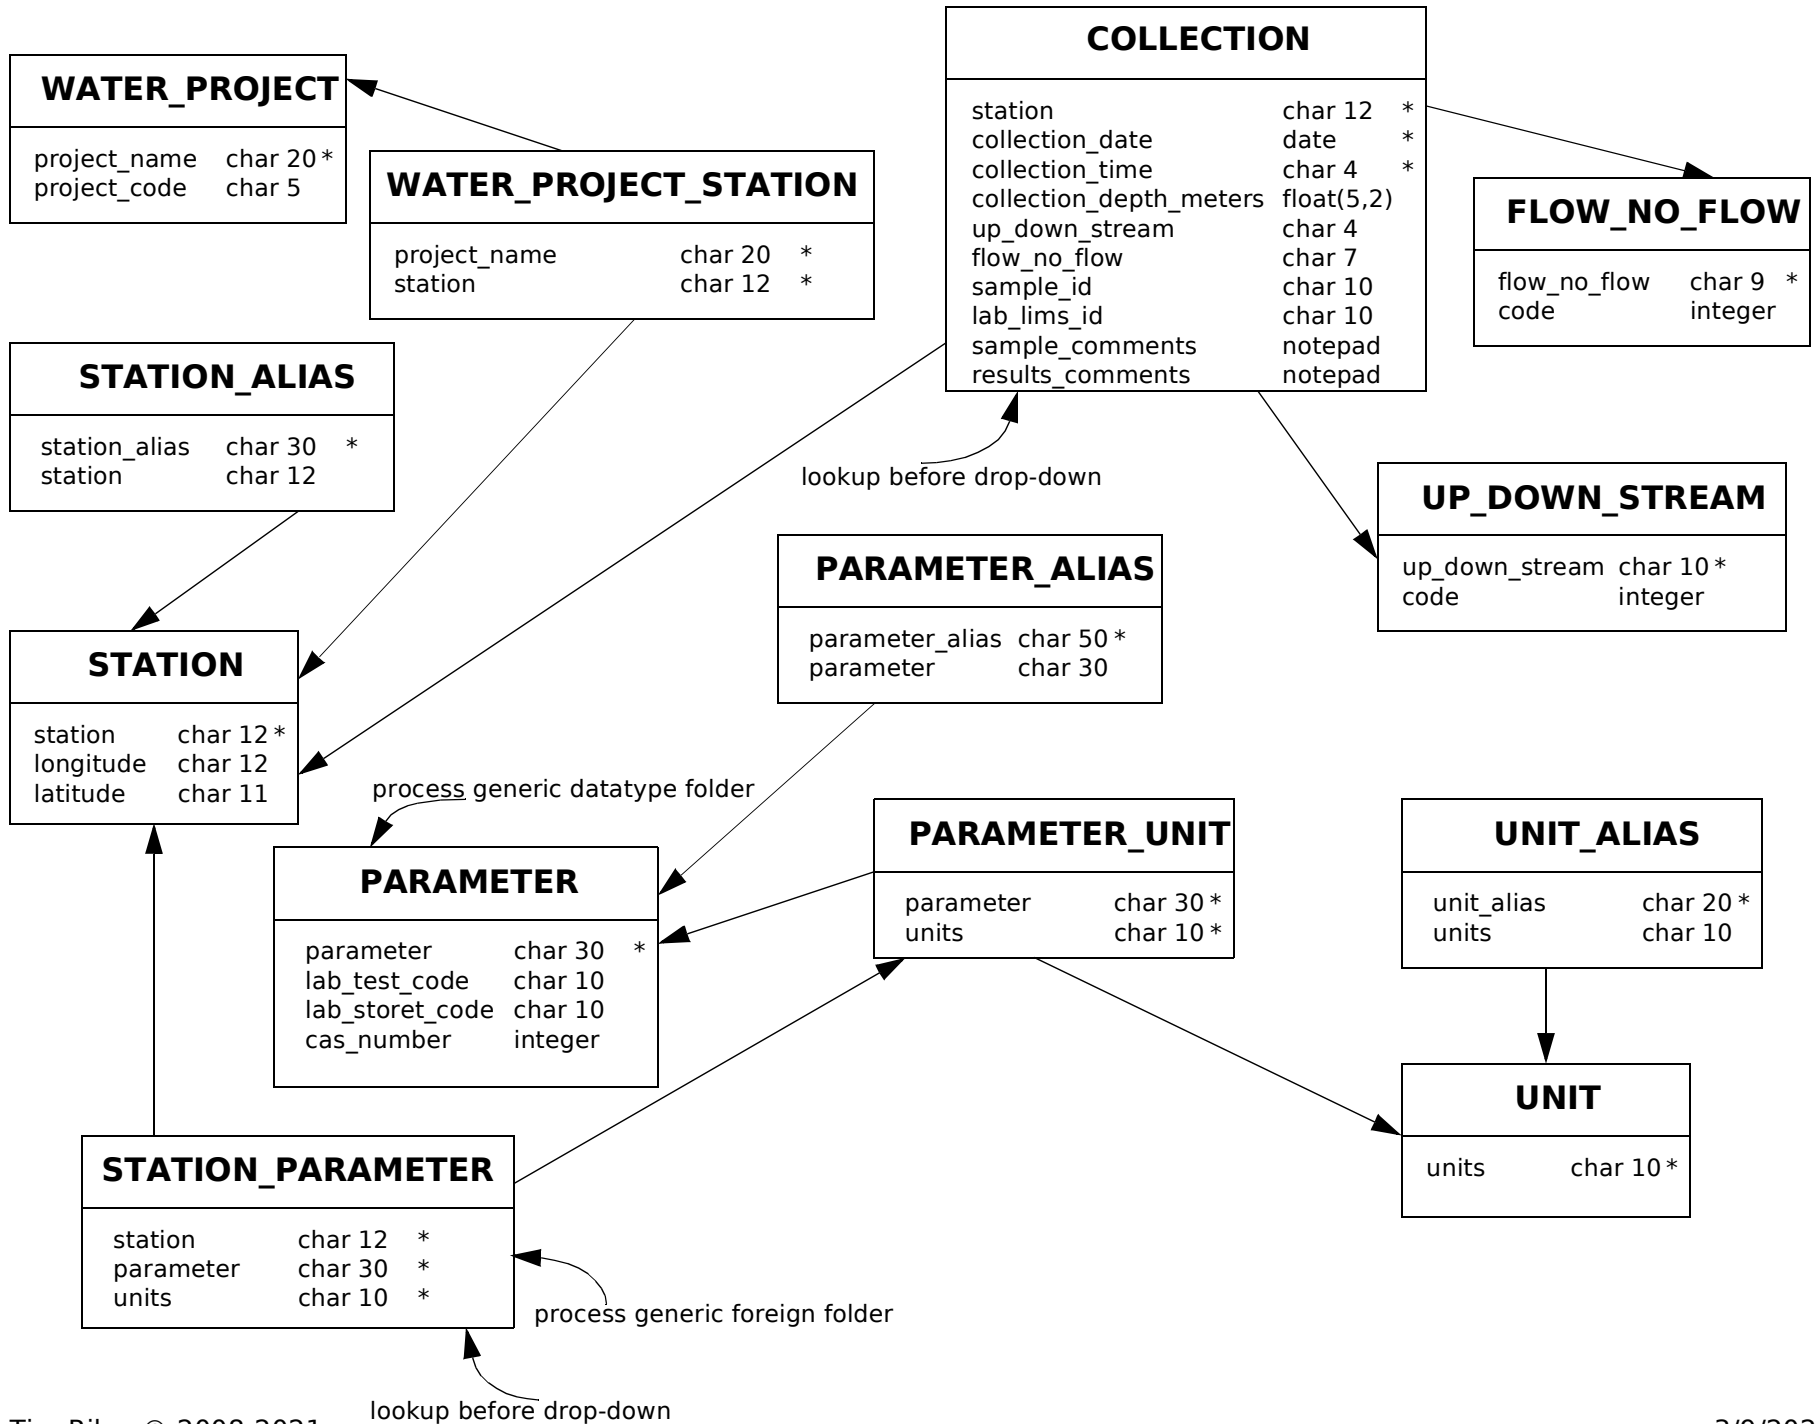 COLLECTION
station char 12 *
collection_date date *
collection_time char 4 *
collection_depth_meters float(5,2)
up_down_stream char 4
flow_no_flow char 7
sample_id char 10
lab_lims_id char 10
sample_comments notepad
results_comments notepad
WATER_PROJECT
project_name char 20 *
project_code char 5
WATER_PROJECT_STATION
project_name char 20 *
station char 12 *
FLOW_NO_FLOW
flow_no_flow char 9 *
code integer
STATION_ALIAS
station_alias char 30 *
station char 12
lookup before drop-down
UP_DOWN_STREAM
up_down_stream char 10 *
code integer
PARAMETER_ALIAS
parameter_alias char 50 *
parameter char 30
STATION
station char 12 *
longitude char 12
latitude char 11
process generic datatype folder
PARAMETER
parameter char 30 *
lab_test_code char 10
lab_storet_code char 10
cas_number integer
PARAMETER_UNIT
parameter char 30 *
units char 10 *
UNIT_ALIAS
unit_alias char 20 *
units char 10
UNIT
units char 10 *
STATION_PARAMETER
station char 12 *
parameter char 30 *
units char 10 *
process generic foreign folder
lookup before drop-down